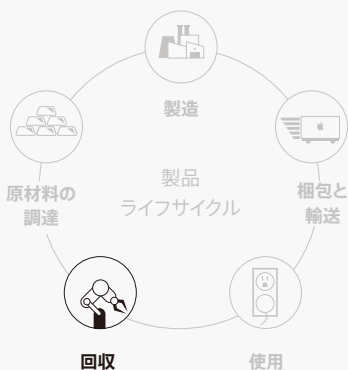 製造
原材料の
調達
製品
ライフサイクル
梱包と
輸送
回収
使用